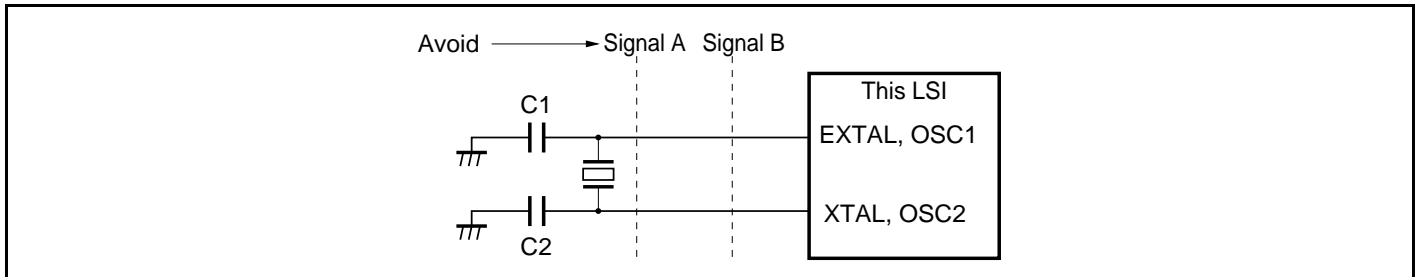 Avoid Signal A Signal B
This LSI
C1
EXTAL, OSC1
XTAL, OSC2
C2